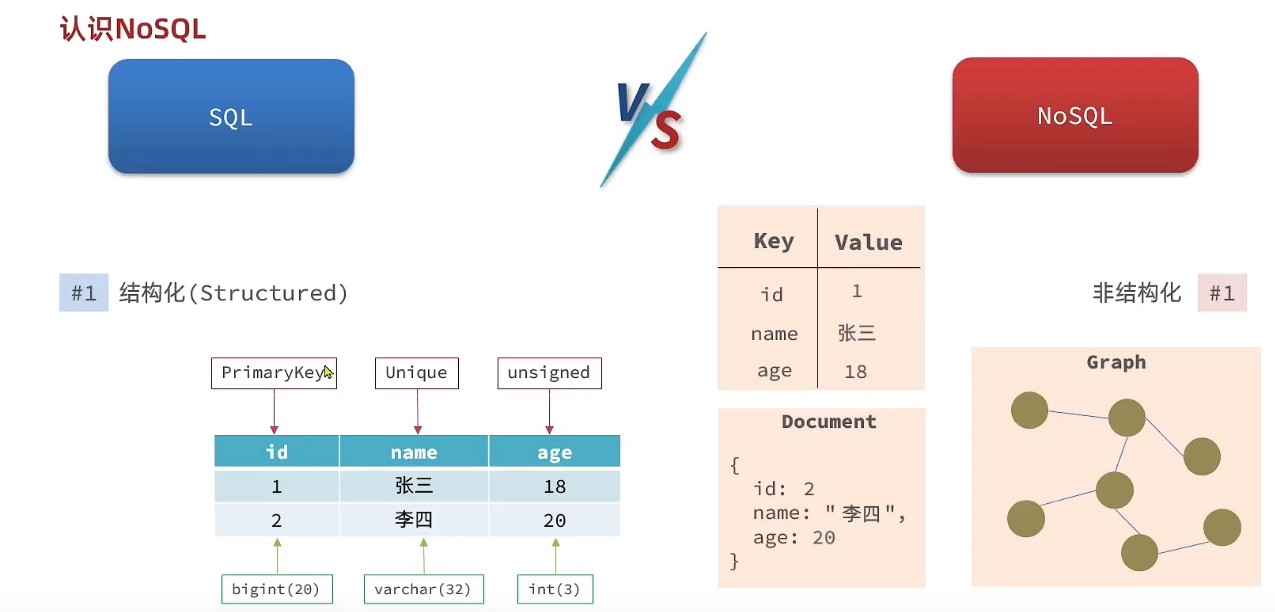 认识NoSQL
SQL
VS
NoSQL
#1 结构化(Structured)
PrimaryKey
Unique
unsigned
id name age
1 张三 18
2 李四 20
bigint(20)
varchar(32)
int(3)
Key Value
id 1
name 张三
age 18
Document
{
id: 2
name: "李四",
age: 20
}
非结构化 #1
Graph